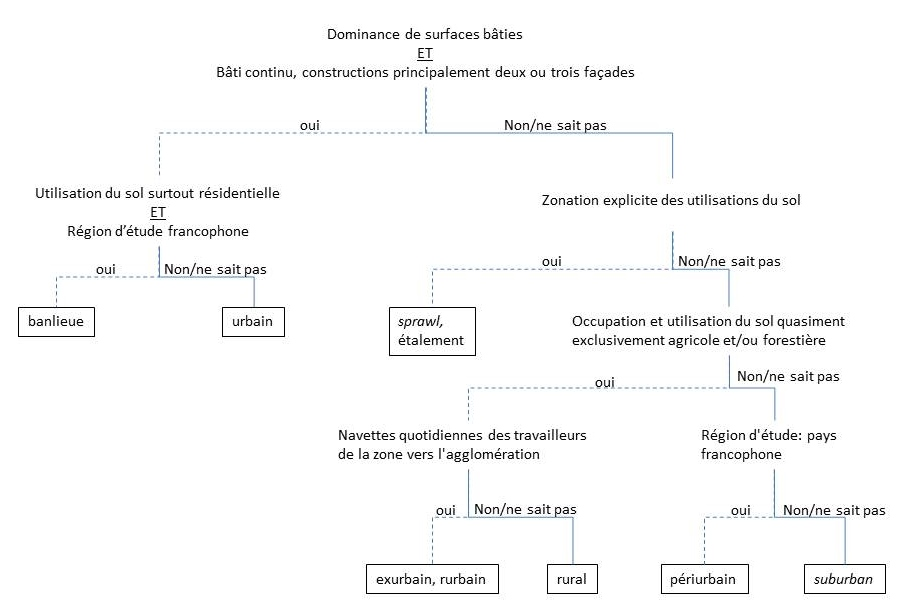 Dominance de surfaces bâties
ET
Bâti continu, constructions principalement deux ou trois façades
oui
Non/ne sait pas
Utilisation du sol surtout résidentielle
ET
Région d’étude francophone
Zonation explicite des utilisations du sol
oui
Non/ne sait pas
oui
Non/ne sait pas
banlieue
urbain
sprawl,
étalement
Occupation et utilisation du sol quasiment
exclusivement agricole et/ou forestière
oui
Non/ne sait pas
Navettes quotidiennes des travailleurs
de la zone vers l'agglomération
Région d'étude: pays
francophone
oui
Non/ne sait pas
oui
Non/ne sait pas
exurbain, rurbain
rural
périurbain
suburban